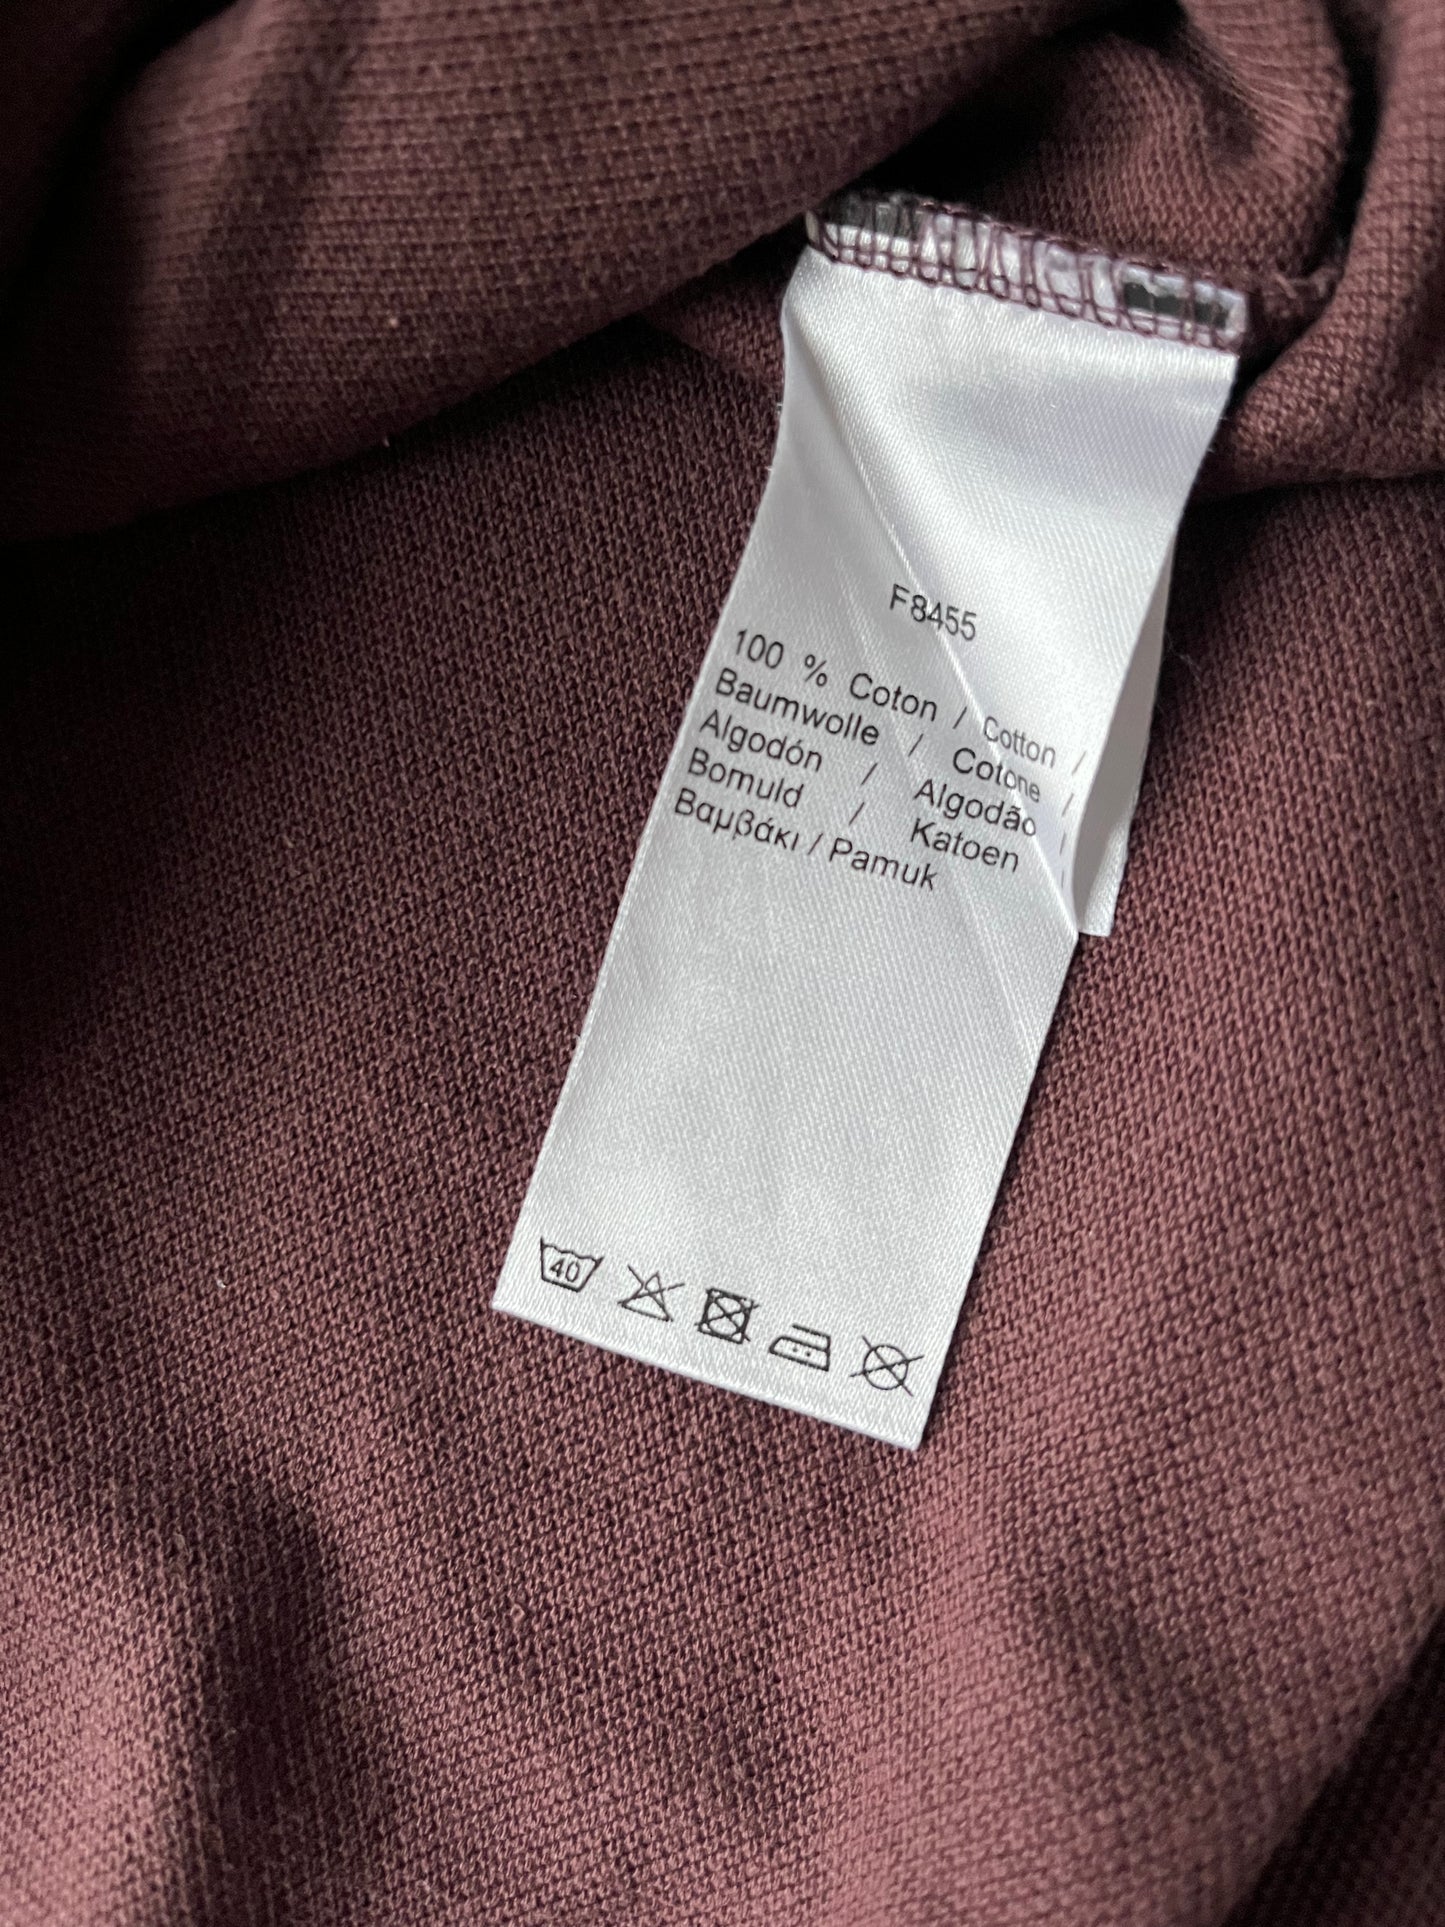 F8455
100 % Coton / Cotton /
Baumwolle / Cotone /
Algodón / Algodão /
Bomuld / Katoen /
Βαμβάκι / Pamuk
40